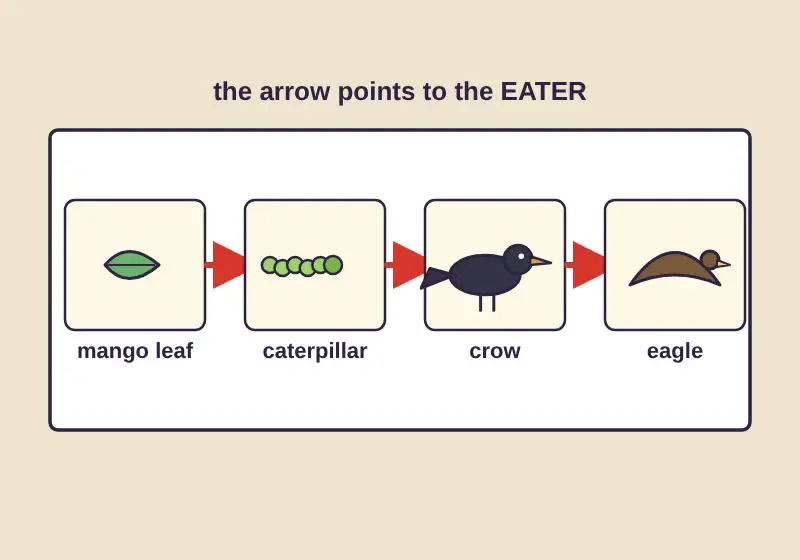 the arrow points to the EATER
mango leaf
caterpillar
crow
eagle